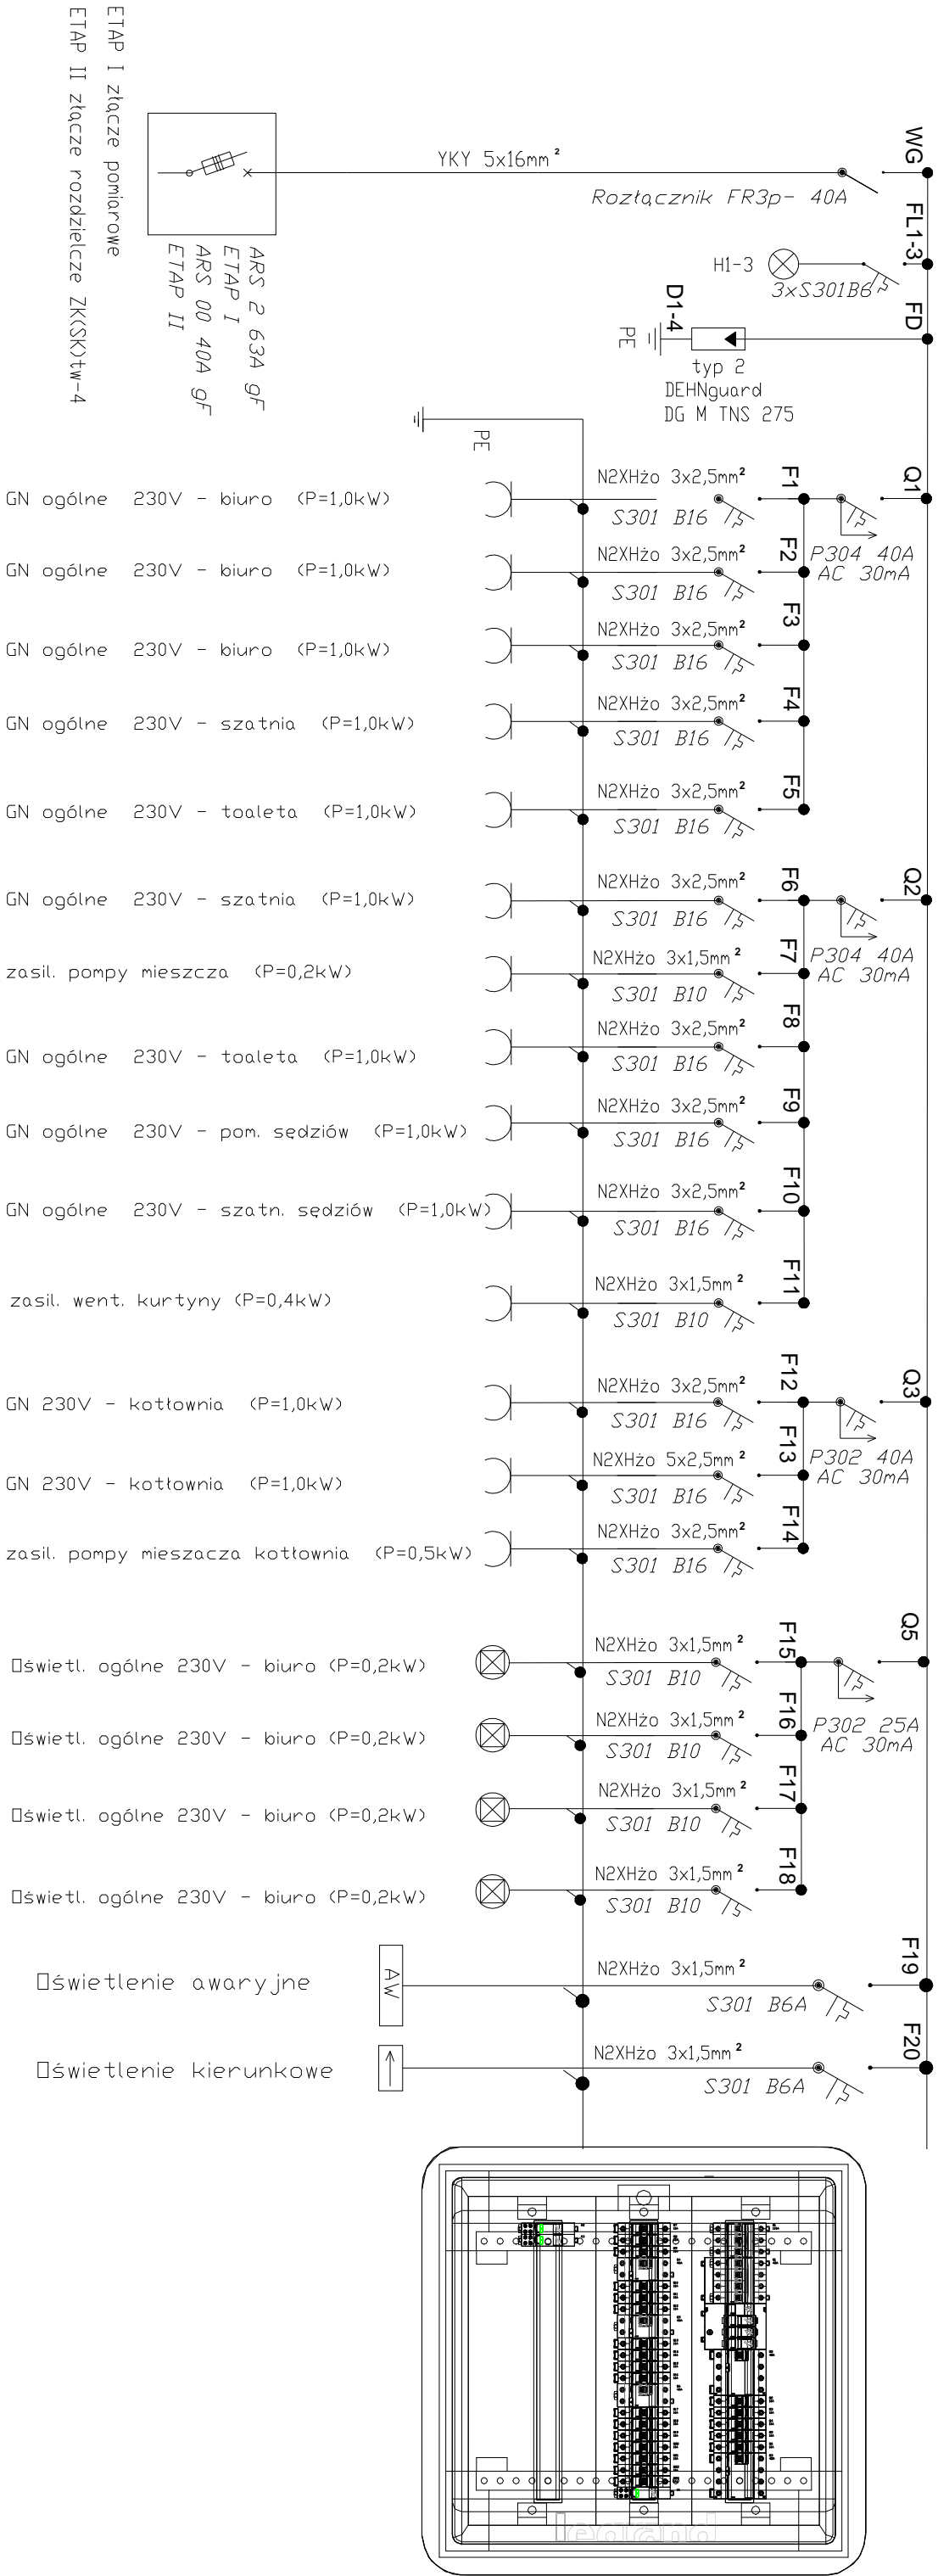 ETAP I złącze pomiarowe
ETAP II złącze rozdzielcze ZK(SK)tw-4
ARS 2 63A gF
ETAP I
ARS 00 40A gF
ETAP II
YKY 5x16mm²
WG
Rozłącznik FR3p- 40A
FL1-3
H1-3
3xS301B6
FD
D1-4
PE
typ 2
DEHNguard
DG M TNS 275
PE
Q1
P304 40A
AC 30mA
GN ogólne 230V - biuro (P=1,0kW)
N2XHżo 3x2,5mm²
S301 B16
F1
GN ogólne 230V - biuro (P=1,0kW)
N2XHżo 3x2,5mm²
S301 B16
F2
GN ogólne 230V - biuro (P=1,0kW)
N2XHżo 3x2,5mm²
S301 B16
F3
GN ogólne 230V - szatnia (P=1,0kW)
N2XHżo 3x2,5mm²
S301 B16
F4
GN ogólne 230V - toaleta (P=1,0kW)
N2XHżo 3x2,5mm²
S301 B16
F5
Q2
P304 40A
AC 30mA
GN ogólne 230V - szatnia (P=1,0kW)
N2XHżo 3x2,5mm²
S301 B16
F6
zasil. pompy mieszcza (P=0,2kW)
N2XHżo 3x1,5mm²
S301 B10
F7
GN ogólne 230V - toaleta (P=1,0kW)
N2XHżo 3x2,5mm²
S301 B16
F8
GN ogólne 230V - pom. sędziów (P=1,0kW)
N2XHżo 3x2,5mm²
S301 B16
F9
GN ogólne 230V - szatn. sędziów (P=1,0kW)
N2XHżo 3x2,5mm²
S301 B16
F10
zasil. went. kurtyny (P=0,4kW)
N2XHżo 3x1,5mm²
S301 B10
F11
Q3
P302 40A
AC 30mA
GN 230V - kotłownia (P=1,0kW)
N2XHżo 3x2,5mm²
S301 B16
F12
GN 230V - kotłownia (P=1,0kW)
N2XHżo 5x2,5mm²
S301 B16
F13
zasil. pompy mieszacza kotłownia (P=0,5kW)
N2XHżo 3x2,5mm²
S301 B16
F14
Q5
P302 25A
AC 30mA
□świetl. ogólne 230V - biuro (P=0,2kW)
N2XHżo 3x1,5mm²
S301 B10
F15
□świetl. ogólne 230V - biuro (P=0,2kW)
N2XHżo 3x1,5mm²
S301 B10
F16
□świetl. ogólne 230V - biuro (P=0,2kW)
N2XHżo 3x1,5mm²
S301 B10
F17
□świetl. ogólne 230V - biuro (P=0,2kW)
N2XHżo 3x1,5mm²
S301 B10
F18
□świetlenie awaryjne
AW
N2XHżo 3x1,5mm²
S301 B6A
F19
□świetlenie kierunkowe
N2XHżo 3x1,5mm²
S301 B6A
F20
legrand